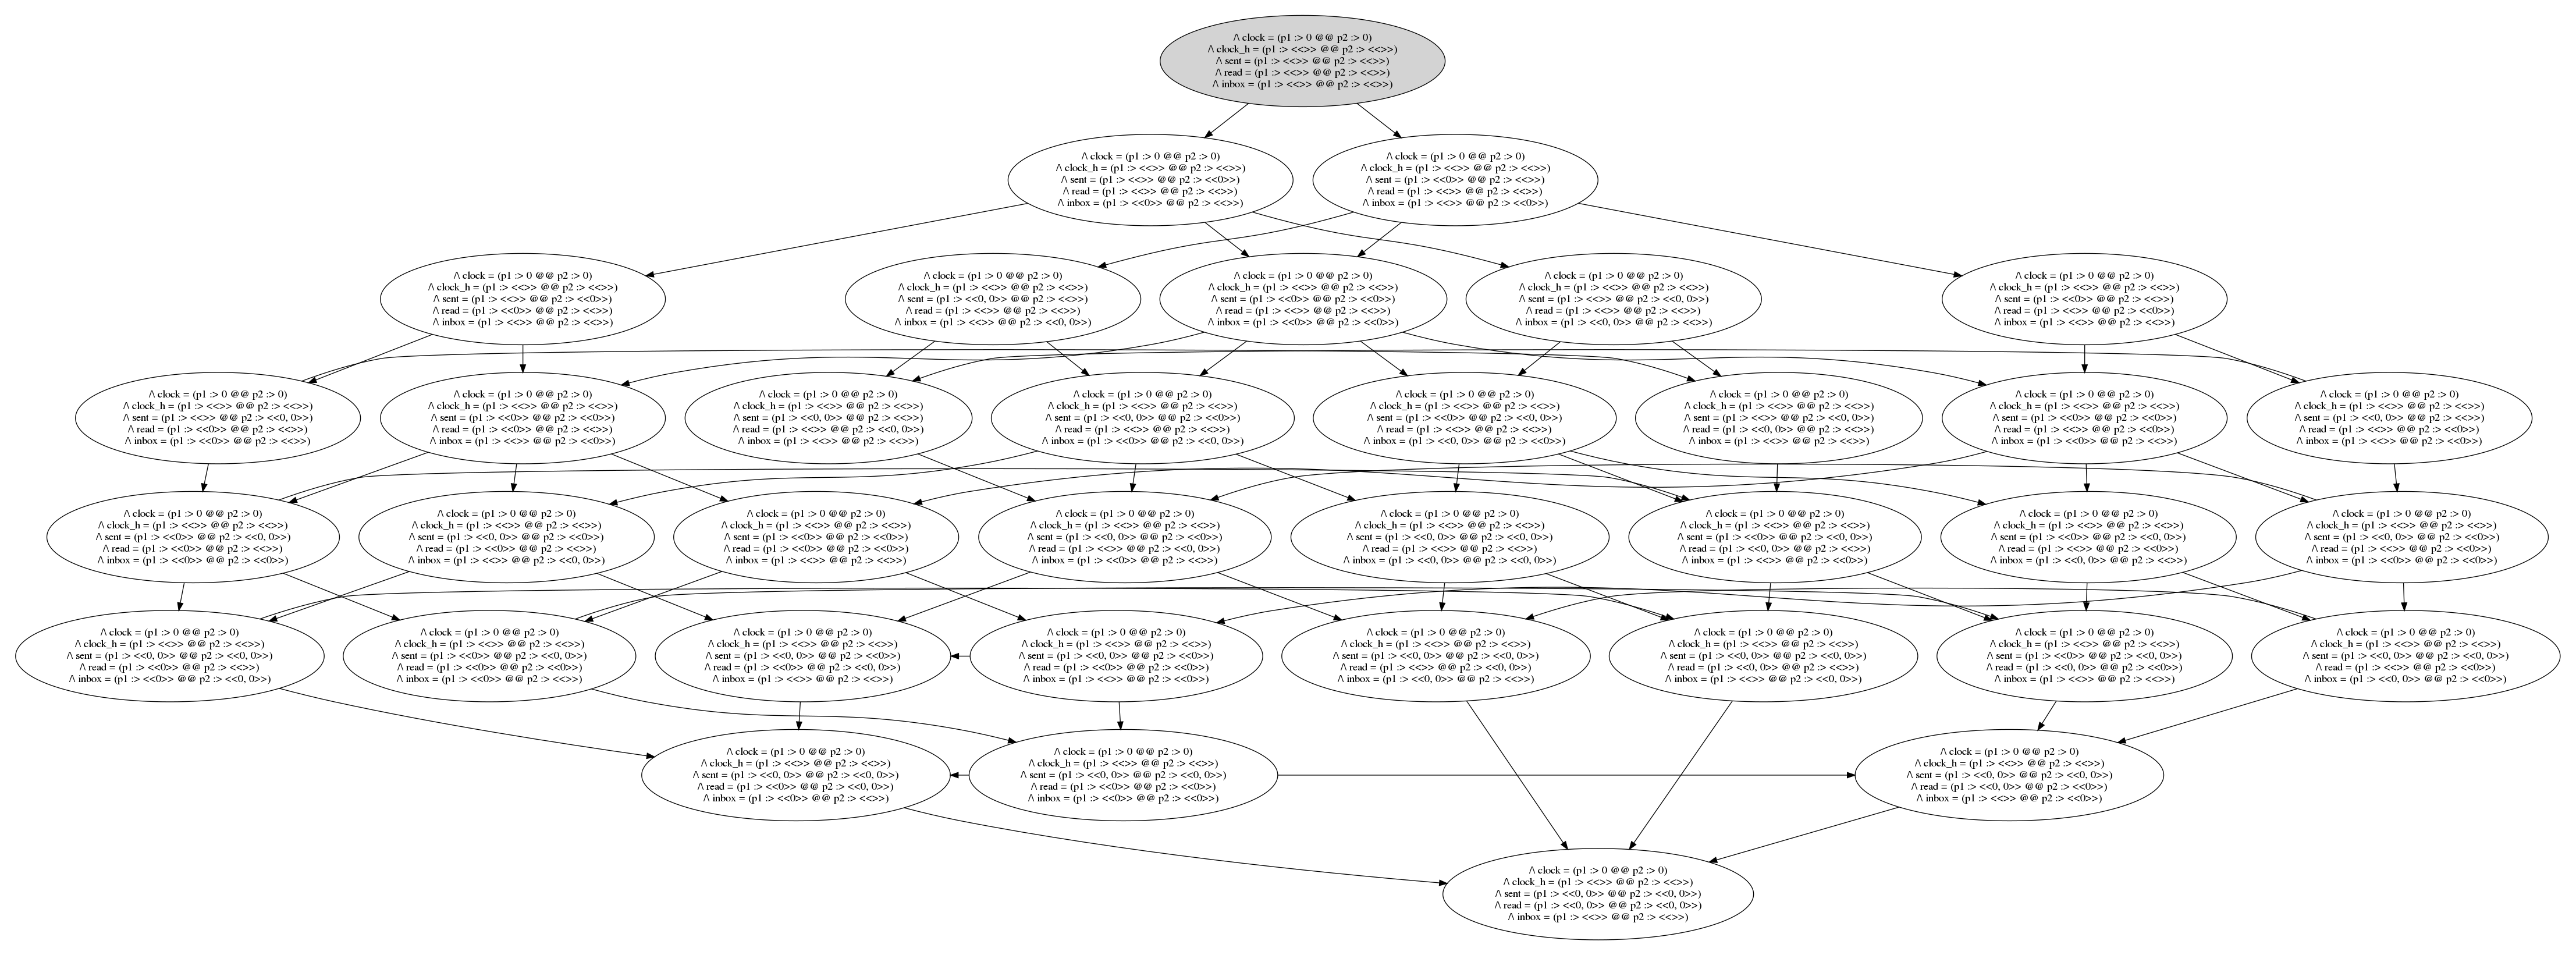 /\ clock = (p1 :> 0 @@ p2 :> 0)
/\ clock_h = (p1 :> <<>> @@ p2 :> <<>>)
/\ sent = (p1 :> <<>> @@ p2 :> <<>>)
/\ read = (p1 :> <<>> @@ p2 :> <<>>)
/\ inbox = (p1 :> <<>> @@ p2 :> <<>>)
/\ clock = (p1 :> 0 @@ p2 :> 0)
/\ clock_h = (p1 :> <<>> @@ p2 :> <<>>)
/\ sent = (p1 :> <<>> @@ p2 :> <<0>>)
/\ read = (p1 :> <<>> @@ p2 :> <<>>)
/\ inbox = (p1 :> <<0>> @@ p2 :> <<>>)
/\ clock = (p1 :> 0 @@ p2 :> 0)
/\ clock_h = (p1 :> <<>> @@ p2 :> <<>>)
/\ sent = (p1 :> <<0>> @@ p2 :> <<>>)
/\ read = (p1 :> <<>> @@ p2 :> <<>>)
/\ inbox = (p1 :> <<>> @@ p2 :> <<0>>)
/\ clock = (p1 :> 0 @@ p2 :> 0)
/\ clock_h = (p1 :> <<>> @@ p2 :> <<>>)
/\ sent = (p1 :> <<>> @@ p2 :> <<0>>)
/\ read = (p1 :> <<0>> @@ p2 :> <<>>)
/\ inbox = (p1 :> <<>> @@ p2 :> <<>>)
/\ clock = (p1 :> 0 @@ p2 :> 0)
/\ clock_h = (p1 :> <<>> @@ p2 :> <<>>)
/\ sent = (p1 :> <<0, 0>> @@ p2 :> <<>>)
/\ read = (p1 :> <<>> @@ p2 :> <<>>)
/\ inbox = (p1 :> <<>> @@ p2 :> <<0, 0>>)
/\ clock = (p1 :> 0 @@ p2 :> 0)
/\ clock_h = (p1 :> <<>> @@ p2 :> <<>>)
/\ sent = (p1 :> <<0>> @@ p2 :> <<0>>)
/\ read = (p1 :> <<>> @@ p2 :> <<>>)
/\ inbox = (p1 :> <<0>> @@ p2 :> <<0>>)
/\ clock = (p1 :> 0 @@ p2 :> 0)
/\ clock_h = (p1 :> <<>> @@ p2 :> <<>>)
/\ sent = (p1 :> <<>> @@ p2 :> <<0, 0>>)
/\ read = (p1 :> <<>> @@ p2 :> <<>>)
/\ inbox = (p1 :> <<0, 0>> @@ p2 :> <<>>)
/\ clock = (p1 :> 0 @@ p2 :> 0)
/\ clock_h = (p1 :> <<>> @@ p2 :> <<>>)
/\ sent = (p1 :> <<0>> @@ p2 :> <<>>)
/\ read = (p1 :> <<>> @@ p2 :> <<0>>)
/\ inbox = (p1 :> <<>> @@ p2 :> <<>>)
/\ clock = (p1 :> 0 @@ p2 :> 0)
/\ clock_h = (p1 :> <<>> @@ p2 :> <<>>)
/\ sent = (p1 :> <<>> @@ p2 :> <<0, 0>>)
/\ read = (p1 :> <<0>> @@ p2 :> <<>>)
/\ inbox = (p1 :> <<0>> @@ p2 :> <<>>)
/\ clock = (p1 :> 0 @@ p2 :> 0)
/\ clock_h = (p1 :> <<>> @@ p2 :> <<>>)
/\ sent = (p1 :> <<0>> @@ p2 :> <<0>>)
/\ read = (p1 :> <<0>> @@ p2 :> <<>>)
/\ inbox = (p1 :> <<>> @@ p2 :> <<0>>)
/\ clock = (p1 :> 0 @@ p2 :> 0)
/\ clock_h = (p1 :> <<>> @@ p2 :> <<>>)
/\ sent = (p1 :> <<0, 0>> @@ p2 :> <<>>)
/\ read = (p1 :> <<>> @@ p2 :> <<0, 0>>)
/\ inbox = (p1 :> <<>> @@ p2 :> <<>>)
/\ clock = (p1 :> 0 @@ p2 :> 0)
/\ clock_h = (p1 :> <<>> @@ p2 :> <<>>)
/\ sent = (p1 :> <<0, 0>> @@ p2 :> <<0>>)
/\ read = (p1 :> <<>> @@ p2 :> <<>>)
/\ inbox = (p1 :> <<0>> @@ p2 :> <<0, 0>>)
/\ clock = (p1 :> 0 @@ p2 :> 0)
/\ clock_h = (p1 :> <<>> @@ p2 :> <<>>)
/\ sent = (p1 :> <<0>> @@ p2 :> <<0, 0>>)
/\ read = (p1 :> <<>> @@ p2 :> <<>>)
/\ inbox = (p1 :> <<0, 0>> @@ p2 :> <<0>>)
/\ clock = (p1 :> 0 @@ p2 :> 0)
/\ clock_h = (p1 :> <<>> @@ p2 :> <<>>)
/\ sent = (p1 :> <<>> @@ p2 :> <<0, 0>>)
/\ read = (p1 :> <<0, 0>> @@ p2 :> <<>>)
/\ inbox = (p1 :> <<>> @@ p2 :> <<>>)
/\ clock = (p1 :> 0 @@ p2 :> 0)
/\ clock_h = (p1 :> <<>> @@ p2 :> <<>>)
/\ sent = (p1 :> <<0>> @@ p2 :> <<0>>)
/\ read = (p1 :> <<>> @@ p2 :> <<0>>)
/\ inbox = (p1 :> <<0>> @@ p2 :> <<>>)
/\ clock = (p1 :> 0 @@ p2 :> 0)
/\ clock_h = (p1 :> <<>> @@ p2 :> <<>>)
/\ sent = (p1 :> <<0, 0>> @@ p2 :> <<>>)
/\ read = (p1 :> <<>> @@ p2 :> <<0>>)
/\ inbox = (p1 :> <<>> @@ p2 :> <<0>>)
/\ clock = (p1 :> 0 @@ p2 :> 0)
/\ clock_h = (p1 :> <<>> @@ p2 :> <<>>)
/\ sent = (p1 :> <<0>> @@ p2 :> <<0, 0>>)
/\ read = (p1 :> <<0>> @@ p2 :> <<>>)
/\ inbox = (p1 :> <<0>> @@ p2 :> <<0>>)
/\ clock = (p1 :> 0 @@ p2 :> 0)
/\ clock_h = (p1 :> <<>> @@ p2 :> <<>>)
/\ sent = (p1 :> <<0, 0>> @@ p2 :> <<0>>)
/\ read = (p1 :> <<0>> @@ p2 :> <<>>)
/\ inbox = (p1 :> <<>> @@ p2 :> <<0, 0>>)
/\ clock = (p1 :> 0 @@ p2 :> 0)
/\ clock_h = (p1 :> <<>> @@ p2 :> <<>>)
/\ sent = (p1 :> <<0>> @@ p2 :> <<0>>)
/\ read = (p1 :> <<0>> @@ p2 :> <<0>>)
/\ inbox = (p1 :> <<>> @@ p2 :> <<>>)
/\ clock = (p1 :> 0 @@ p2 :> 0)
/\ clock_h = (p1 :> <<>> @@ p2 :> <<>>)
/\ sent = (p1 :> <<0, 0>> @@ p2 :> <<0>>)
/\ read = (p1 :> <<>> @@ p2 :> <<0, 0>>)
/\ inbox = (p1 :> <<0>> @@ p2 :> <<>>)
/\ clock = (p1 :> 0 @@ p2 :> 0)
/\ clock_h = (p1 :> <<>> @@ p2 :> <<>>)
/\ sent = (p1 :> <<0, 0>> @@ p2 :> <<0, 0>>)
/\ read = (p1 :> <<>> @@ p2 :> <<>>)
/\ inbox = (p1 :> <<0, 0>> @@ p2 :> <<0, 0>>)
/\ clock = (p1 :> 0 @@ p2 :> 0)
/\ clock_h = (p1 :> <<>> @@ p2 :> <<>>)
/\ sent = (p1 :> <<0>> @@ p2 :> <<0, 0>>)
/\ read = (p1 :> <<0, 0>> @@ p2 :> <<>>)
/\ inbox = (p1 :> <<>> @@ p2 :> <<0>>)
/\ clock = (p1 :> 0 @@ p2 :> 0)
/\ clock_h = (p1 :> <<>> @@ p2 :> <<>>)
/\ sent = (p1 :> <<0>> @@ p2 :> <<0, 0>>)
/\ read = (p1 :> <<>> @@ p2 :> <<0>>)
/\ inbox = (p1 :> <<0, 0>> @@ p2 :> <<>>)
/\ clock = (p1 :> 0 @@ p2 :> 0)
/\ clock_h = (p1 :> <<>> @@ p2 :> <<>>)
/\ sent = (p1 :> <<0, 0>> @@ p2 :> <<0>>)
/\ read = (p1 :> <<>> @@ p2 :> <<0>>)
/\ inbox = (p1 :> <<0>> @@ p2 :> <<0>>)
/\ clock = (p1 :> 0 @@ p2 :> 0)
/\ clock_h = (p1 :> <<>> @@ p2 :> <<>>)
/\ sent = (p1 :> <<0, 0>> @@ p2 :> <<0, 0>>)
/\ read = (p1 :> <<0>> @@ p2 :> <<>>)
/\ inbox = (p1 :> <<0>> @@ p2 :> <<0, 0>>)
/\ clock = (p1 :> 0 @@ p2 :> 0)
/\ clock_h = (p1 :> <<>> @@ p2 :> <<>>)
/\ sent = (p1 :> <<0>> @@ p2 :> <<0, 0>>)
/\ read = (p1 :> <<0>> @@ p2 :> <<0>>)
/\ inbox = (p1 :> <<0>> @@ p2 :> <<>>)
/\ clock = (p1 :> 0 @@ p2 :> 0)
/\ clock_h = (p1 :> <<>> @@ p2 :> <<>>)
/\ sent = (p1 :> <<0, 0>> @@ p2 :> <<0>>)
/\ read = (p1 :> <<0>> @@ p2 :> <<0, 0>>)
/\ inbox = (p1 :> <<>> @@ p2 :> <<>>)
/\ clock = (p1 :> 0 @@ p2 :> 0)
/\ clock_h = (p1 :> <<>> @@ p2 :> <<>>)
/\ sent = (p1 :> <<0, 0>> @@ p2 :> <<0>>)
/\ read = (p1 :> <<0>> @@ p2 :> <<0>>)
/\ inbox = (p1 :> <<>> @@ p2 :> <<0>>)
/\ clock = (p1 :> 0 @@ p2 :> 0)
/\ clock_h = (p1 :> <<>> @@ p2 :> <<>>)
/\ sent = (p1 :> <<0, 0>> @@ p2 :> <<0, 0>>)
/\ read = (p1 :> <<>> @@ p2 :> <<0, 0>>)
/\ inbox = (p1 :> <<0, 0>> @@ p2 :> <<>>)
/\ clock = (p1 :> 0 @@ p2 :> 0)
/\ clock_h = (p1 :> <<>> @@ p2 :> <<>>)
/\ sent = (p1 :> <<0, 0>> @@ p2 :> <<0, 0>>)
/\ read = (p1 :> <<0, 0>> @@ p2 :> <<>>)
/\ inbox = (p1 :> <<>> @@ p2 :> <<0, 0>>)
/\ clock = (p1 :> 0 @@ p2 :> 0)
/\ clock_h = (p1 :> <<>> @@ p2 :> <<>>)
/\ sent = (p1 :> <<0>> @@ p2 :> <<0, 0>>)
/\ read = (p1 :> <<0, 0>> @@ p2 :> <<0>>)
/\ inbox = (p1 :> <<>> @@ p2 :> <<>>)
/\ clock = (p1 :> 0 @@ p2 :> 0)
/\ clock_h = (p1 :> <<>> @@ p2 :> <<>>)
/\ sent = (p1 :> <<0, 0>> @@ p2 :> <<0, 0>>)
/\ read = (p1 :> <<>> @@ p2 :> <<0>>)
/\ inbox = (p1 :> <<0, 0>> @@ p2 :> <<0>>)
/\ clock = (p1 :> 0 @@ p2 :> 0)
/\ clock_h = (p1 :> <<>> @@ p2 :> <<>>)
/\ sent = (p1 :> <<0, 0>> @@ p2 :> <<0, 0>>)
/\ read = (p1 :> <<0>> @@ p2 :> <<0, 0>>)
/\ inbox = (p1 :> <<0>> @@ p2 :> <<>>)
/\ clock = (p1 :> 0 @@ p2 :> 0)
/\ clock_h = (p1 :> <<>> @@ p2 :> <<>>)
/\ sent = (p1 :> <<0, 0>> @@ p2 :> <<0, 0>>)
/\ read = (p1 :> <<0>> @@ p2 :> <<0>>)
/\ inbox = (p1 :> <<0>> @@ p2 :> <<0>>)
/\ clock = (p1 :> 0 @@ p2 :> 0)
/\ clock_h = (p1 :> <<>> @@ p2 :> <<>>)
/\ sent = (p1 :> <<0, 0>> @@ p2 :> <<0, 0>>)
/\ read = (p1 :> <<0, 0>> @@ p2 :> <<0>>)
/\ inbox = (p1 :> <<>> @@ p2 :> <<0>>)
/\ clock = (p1 :> 0 @@ p2 :> 0)
/\ clock_h = (p1 :> <<>> @@ p2 :> <<>>)
/\ sent = (p1 :> <<0, 0>> @@ p2 :> <<0, 0>>)
/\ read = (p1 :> <<0, 0>> @@ p2 :> <<0, 0>>)
/\ inbox = (p1 :> <<>> @@ p2 :> <<>>)